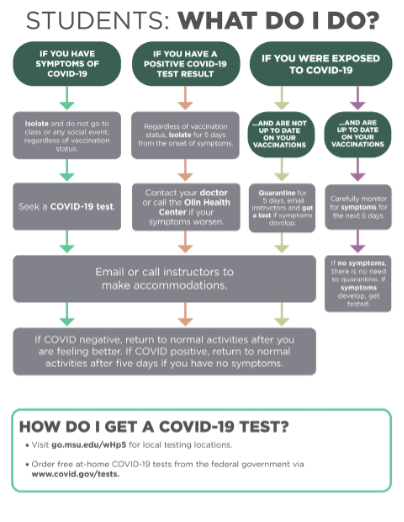 STUDENTS: WHAT DO I DO?
IF YOU HAVE
SYMPTOMS OF
COVID-19
IF YOU HAVE A
POSITIVE COVID-19
TEST RESULT
IF YOU WERE EXPOSED
TO COVID-19
Isolate and do not go to
class or any social event,
regardless of vaccination
status.
Regardless of vaccination
status, Isolate for 5 days
from the onset of symptoms.
...AND ARE NOT
UP TO DATE
ON YOUR
VACCINATIONS
...AND ARE
UP TO DATE
ON YOUR
VACCINATIONS
Seek a COVID-19 test.
Contact your doctor
or call the Olin Health
Center if your
symptoms worsen.
Quarantine for
5 days, email
instructors and get
a test if symptoms
develop.
Carefully monitor
for symptoms for
the next 5 days.
Email or call instructors to
make accommodations.
If no symptoms,
there is no need
to quarantine. If
symptoms
develop, get
tested.
If COVID negative, return to normal activities after you
are feeling better. If COVID positive, return to normal
activities after five days if you have no symptoms.
HOW DO I GET A COVID-19 TEST?
• Visit go.msu.edu/wHp5 for local testing locations.
• Order free at-home COVID-19 tests from the federal government via
www.covid.gov/tests.